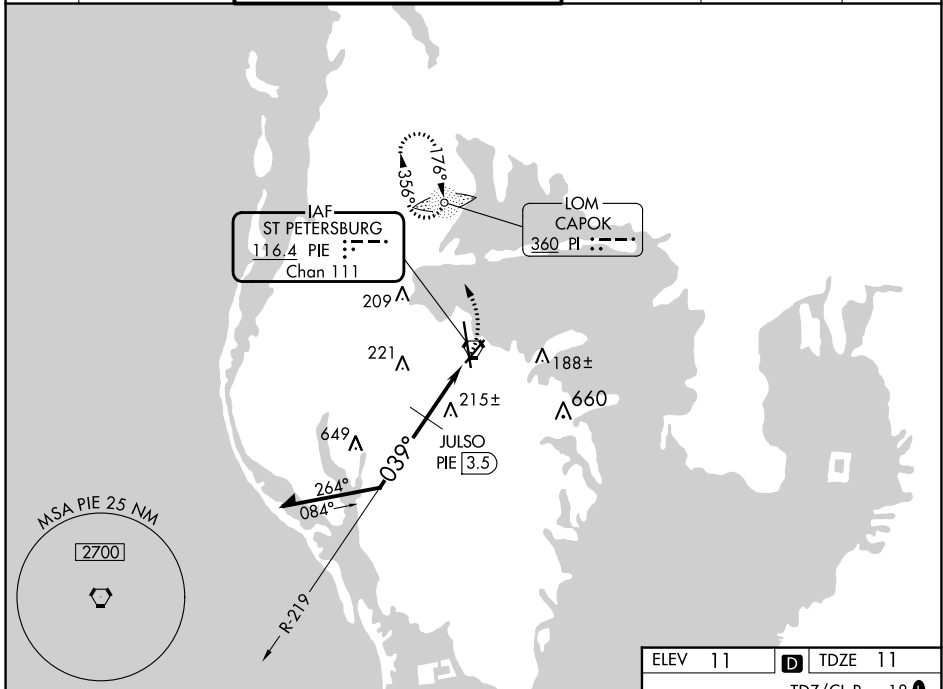 176°
356°
LOM
CAPOK
360 PI
IAF
ST PETERSBURG
116.4 PIE
Chan 111
209
221
188±
215±
660
649
JULSO
PIE 3.5
039°
264°
084°
MSA PIE 25 NM
2700
R-219
ELEV 11 D TDZE 11